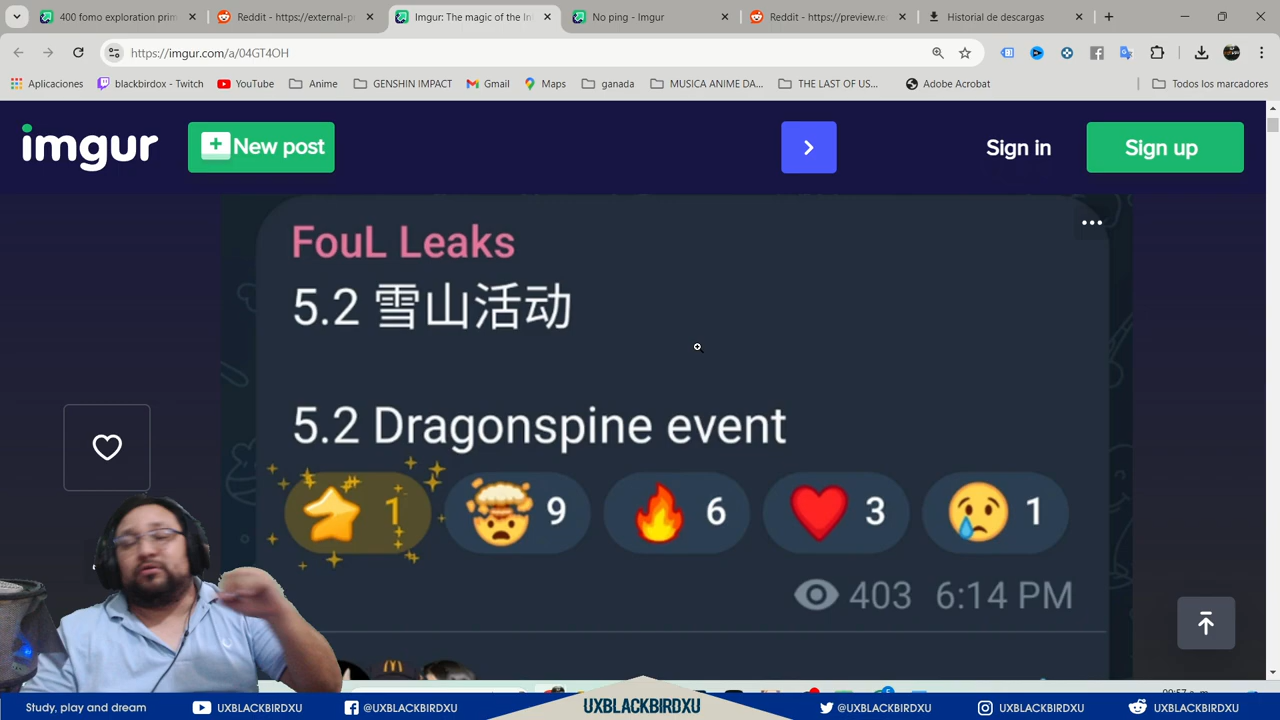 400 fomo exploration prim
Reddit - https://external-p
Imgur: The magic of the In
No ping - Imgur
Reddit - https://preview.re
Historial de descargas
https://imgur.com/a/04GT4OH
Aplicaciones
blackbirdox - Twitch
YouTube
Anime
GENSHIN IMPACT
Gmail
Maps
ganada
MUSICA ANIME DA...
THE LAST OF US...
Adobe Acrobat
Todos los marcadores
imgur
New post
Sign in
Sign up
FouL Leaks
5.2 雪山活动
5.2 Dragonspine event
1 9 6 3 1
403 6:14 PM
Study, play and dream
UXBLACKBIRDXU
@UXBLACKBIRDXU
UXBLACKBIRDXU
@UXBLACKBIRDXU
UXBLACKBIRDXU
UXBLACKBIRDXU